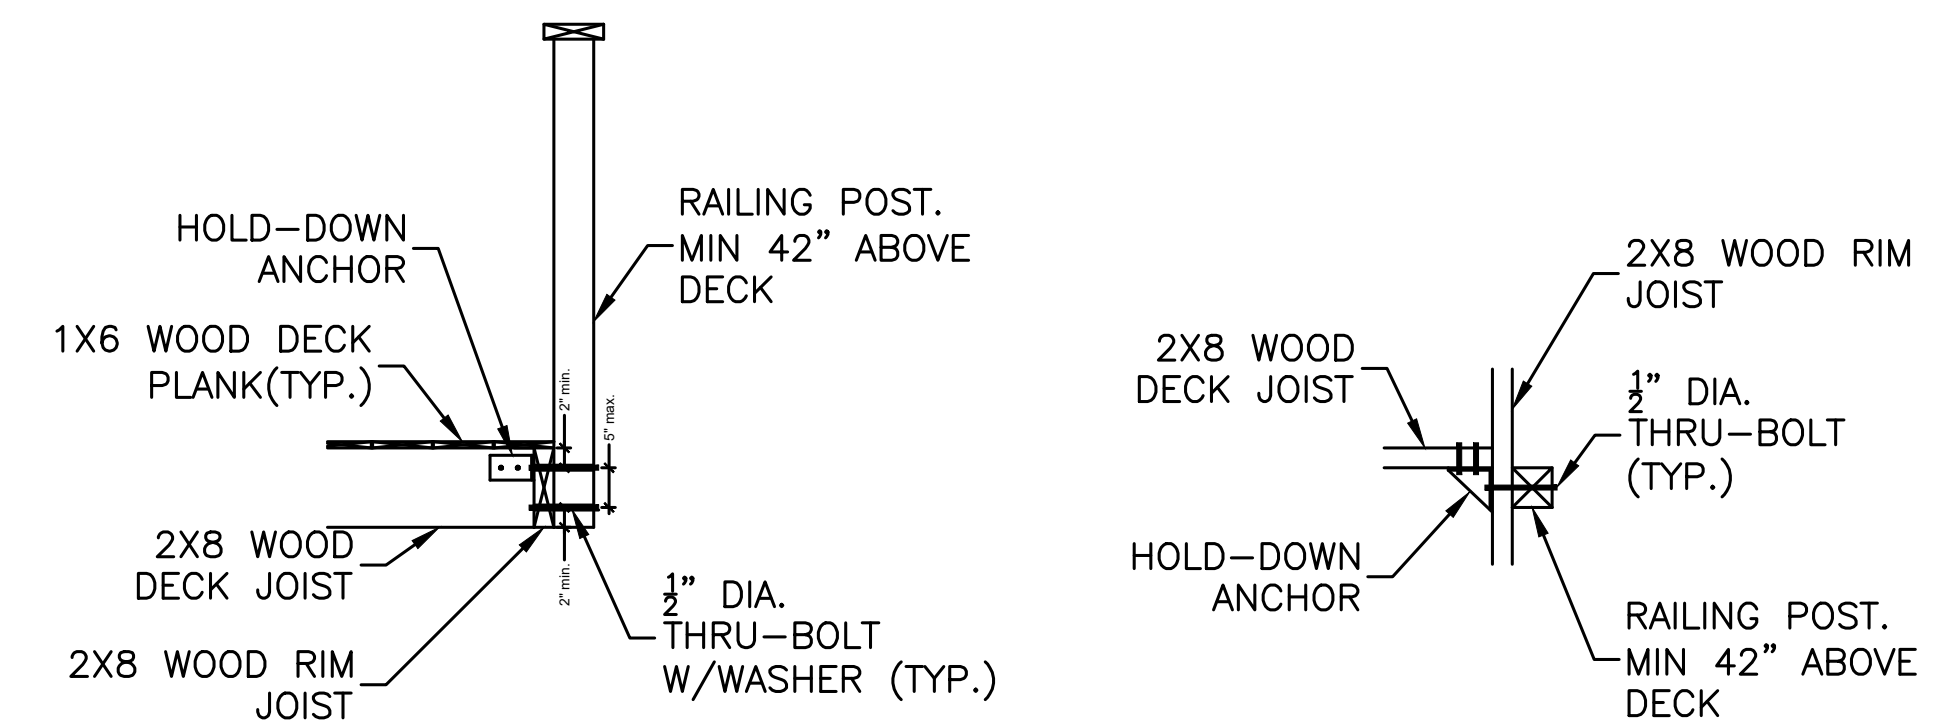 HOLD-DOWN
ANCHOR
1X6 WOOD DECK
PLANK(TYP.)
RAILING POST.
MIN 42" ABOVE
DECK
2" min.
5" max.
2" min.
2X8 WOOD
DECK JOIST
2X8 WOOD RIM
JOIST
½" DIA.
THRU-BOLT
W/WASHER (TYP.)
2X8 WOOD RIM
JOIST
2X8 WOOD
DECK JOIST
½" DIA.
THRU-BOLT
(TYP.)
HOLD-DOWN
ANCHOR
RAILING POST.
MIN 42" ABOVE
DECK